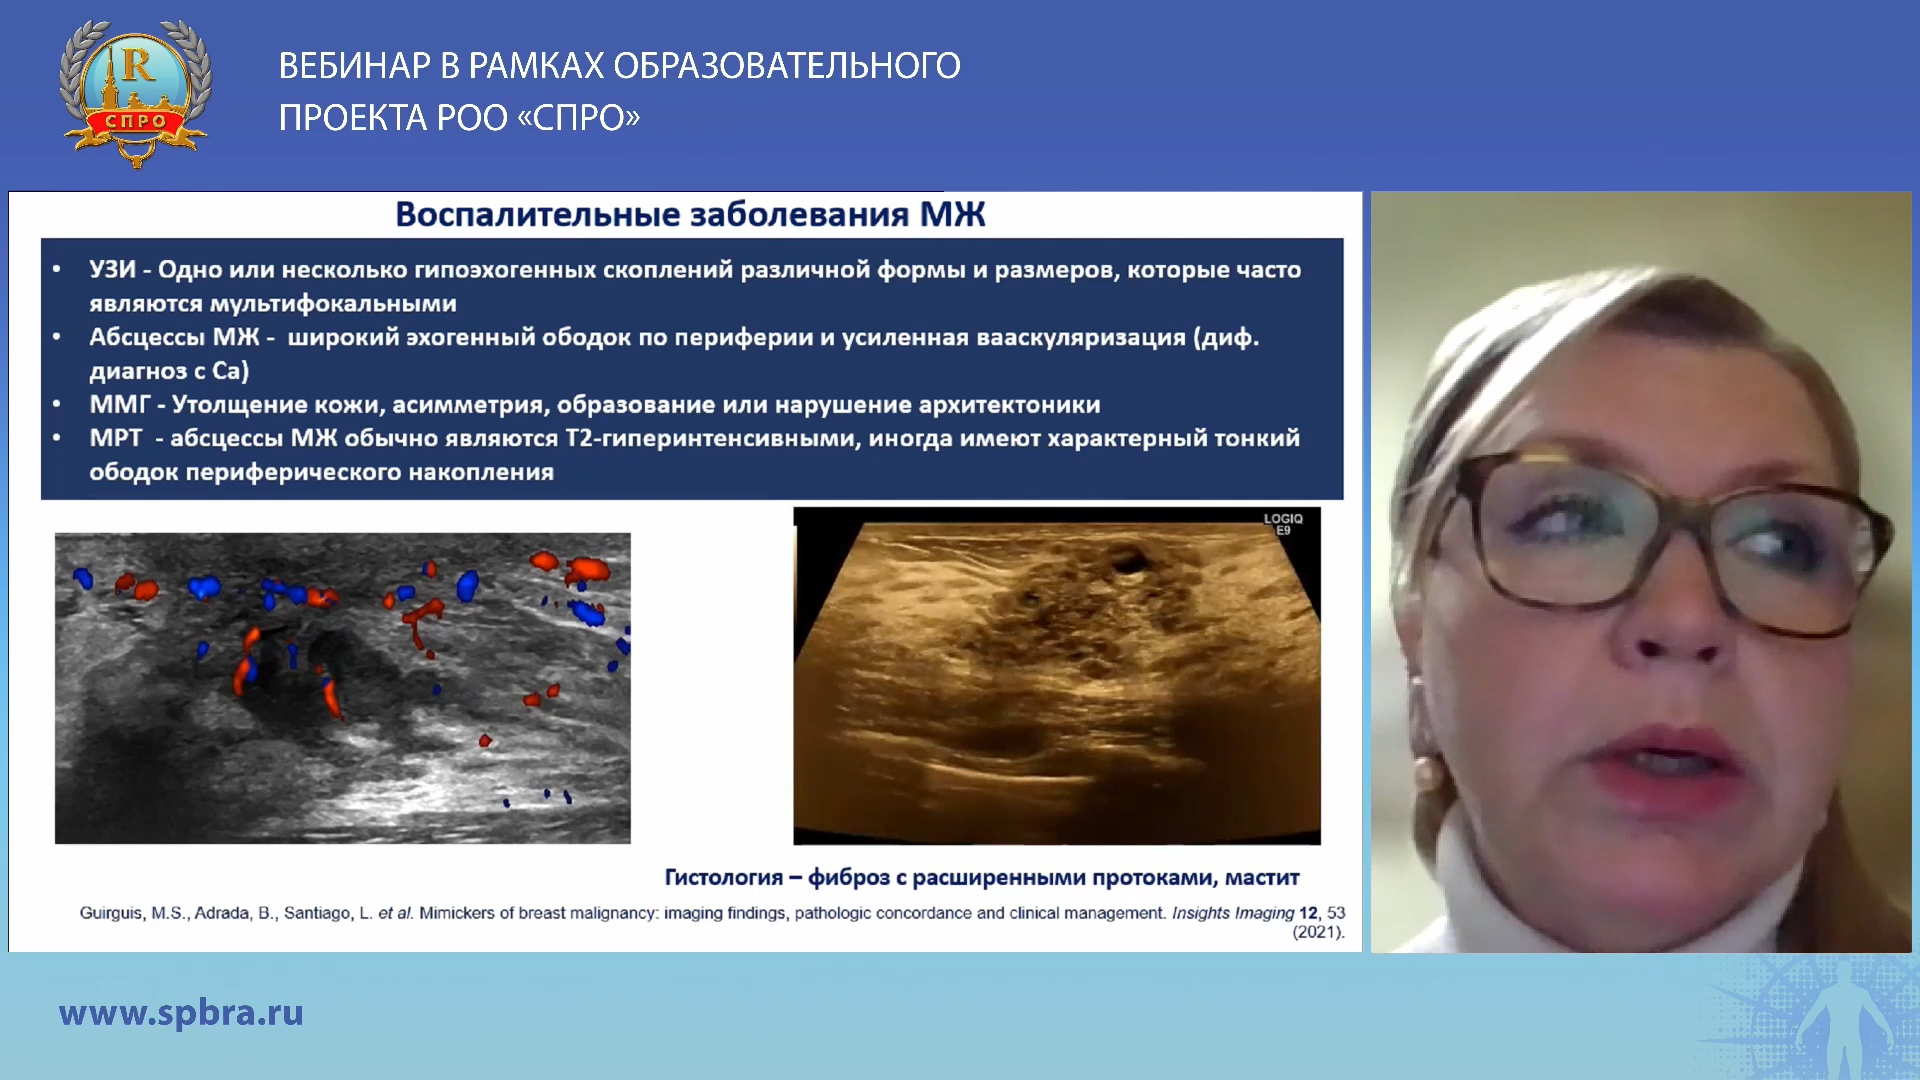 R
СПРО
ВЕБИНАР В РАМКАХ ОБРАЗОВАТЕЛЬНОГО
ПРОЕКТА РОО «СПРО»
Воспалительные заболевания МЖ
• УЗИ - Одно или несколько гипоэхогенных скоплений различной формы и размеров, которые часто
являются мультифокальными
• Абсцессы МЖ - широкий эхогенный ободок по периферии и усиленная вааскуляризация (диф.
диагноз с Са)
• ММГ - Утолщение кожи, асимметрия, образование или нарушение архитектоники
• МРТ - абсцессы МЖ обычно являются Т2-гиперинтенсивными, иногда имеют характерный тонкий
ободок периферического накопления
LOGIQ
E9
Гистология – фиброз с расширенными протоками, мастит
Guirguis, M.S., Adrada, B., Santiago, L. et al. Mimickers of breast malignancy: imaging findings, pathologic concordance and clinical management. Insights Imaging 12, 53
(2021).
www.spbra.ru